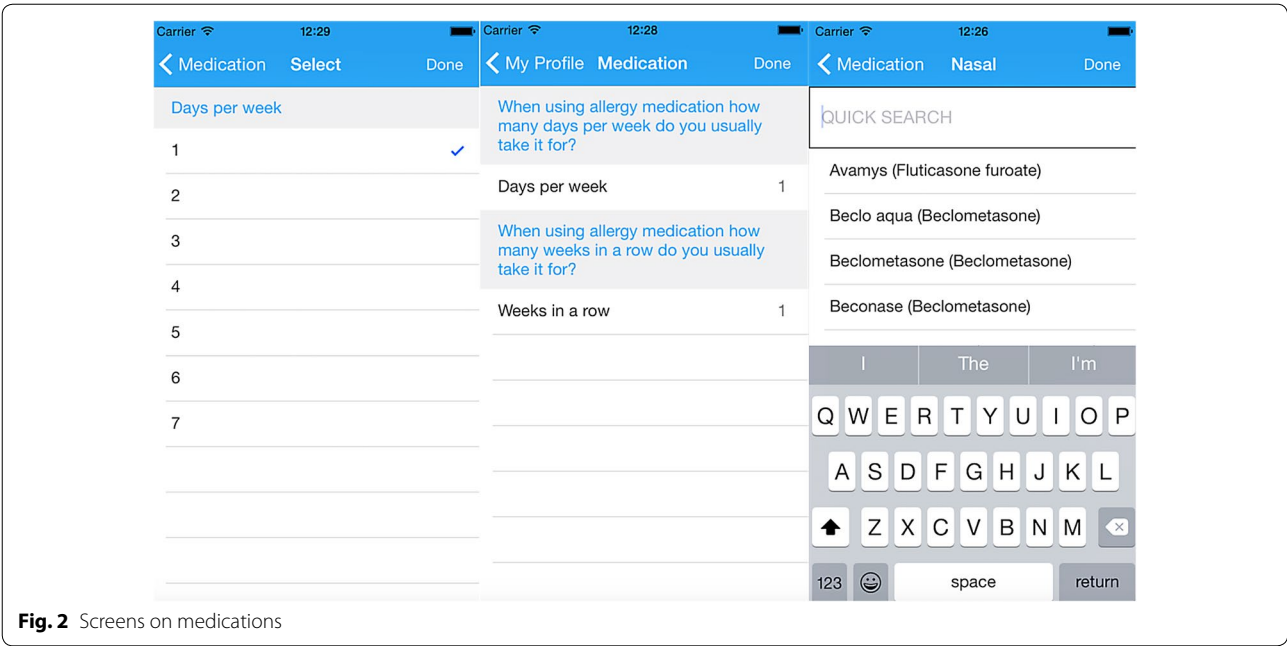 Carrier 12:29
Medication Select Done
Days per week
1
2
3
4
5
6
7
Carrier 12:28
My Profile Medication Done
When using allergy medication how
many days per week do you usually
take it for?
Days per week 1
When using allergy medication how
many weeks in a row do you usually
take it for?
Weeks in a row 1
Carrier 12:26
Medication Nasal Done
QUICK SEARCH
Avamys (Fluticasone furoate)
Beclo aqua (Beclometasone)
Beclometasone (Beclometasone)
Beconase (Beclometasone)
I The I'm
Q W E R T Y U I O P
A S D F G H J K L
Z X C V B N M
123 space return
Fig. 2 Screens on medications